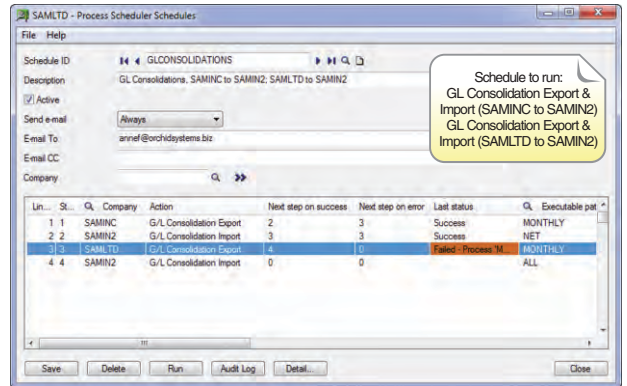 SAMLTD - Process Scheduler Schedules
File Help
Schedule ID GLCONSOLIDATIONS
Description GL Consolidations, SAMINC to SAMIN2; SAMLTD to SAMIN2
Active
Send e-mail Always
E-mail To annef@orchidsystems.biz
E-mail CC
Company
Schedule to run:
GL Consolidation Export &
Import (SAMINC to SAMIN2)
GL Consolidation Export &
Import (SAMLTD to SAMIN2)
Lin... St... Company Action Next step on success Next step on error Last status Executable pat
1 1 SAMINC G/L Consolidation Export 2 3 Success MONTHLY
2 2 SAMIN2 G/L Consolidation Import 3 3 Success NET
3 3 SAMLTD G/L Consolidation Export 4 0 Failed - Process 'M... MONTHLY
4 4 SAMIN2 G/L Consolidation Import 0 0 ALL
Save Delete Run Audit Log Detail... Close